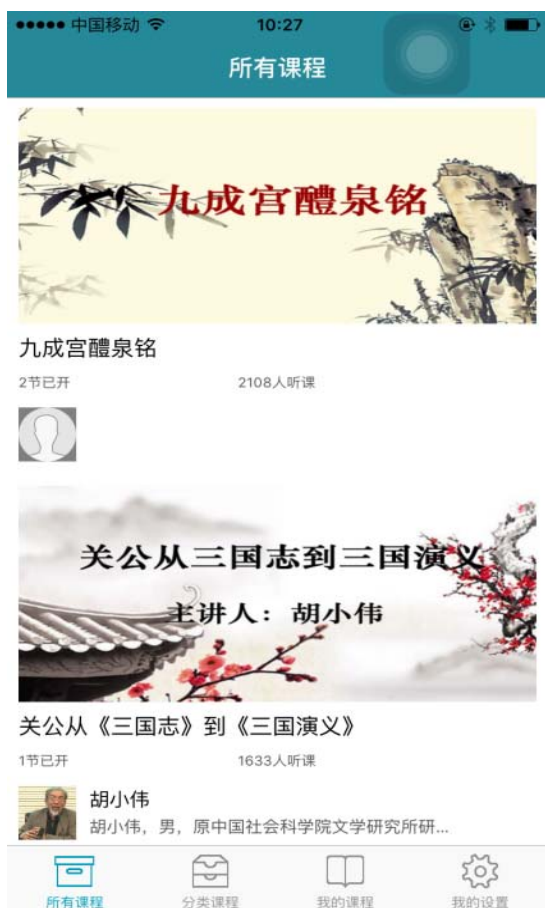 中国移动 10:27
所有课程
九成宫醴泉铭
九成宫醴泉铭
2节已开 2108人听课
关公从三国志到三国演义
主讲人：胡小伟
关公从《三国志》到《三国演义》
1节已开 1633人听课
胡小伟
胡小伟，男，原中国社会科学院文学研究所研...
所有课程 分类课程 我的课程 我的设置